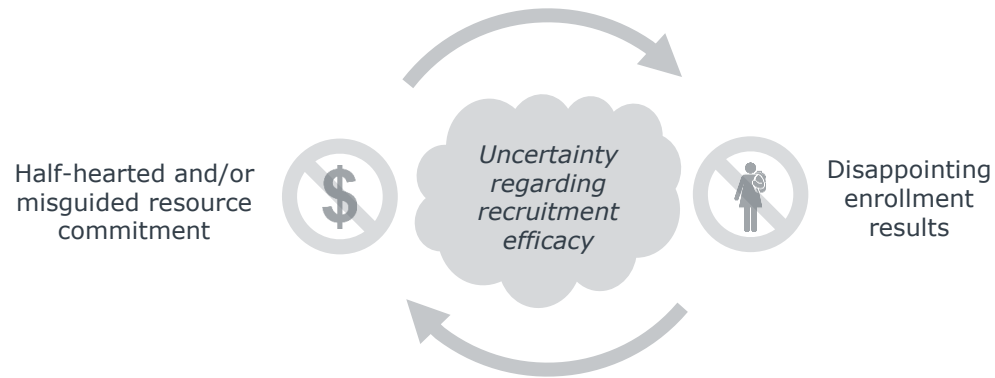 Half-hearted and/or
misguided resource
commitment
$
Uncertainty
regarding
recruitment
efficacy
Disappointing
enrollment
results